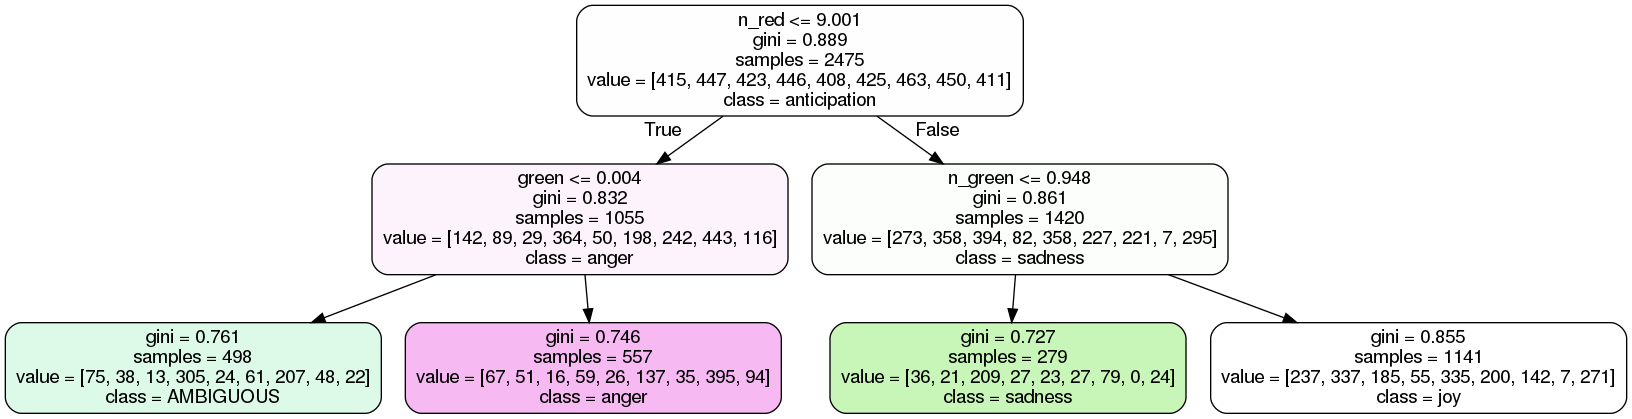 n_red <= 9.001
gini = 0.889
samples = 2475
value = [415, 447, 423, 446, 408, 425, 463, 450, 411]
class = anticipation
True
False
green <= 0.004
gini = 0.832
samples = 1055
value = [142, 89, 29, 364, 50, 198, 242, 443, 116]
class = anger
n_green <= 0.948
gini = 0.861
samples = 1420
value = [273, 358, 394, 82, 358, 227, 221, 7, 295]
class = sadness
gini = 0.761
samples = 498
value = [75, 38, 13, 305, 24, 61, 207, 48, 22]
class = AMBIGUOUS
gini = 0.746
samples = 557
value = [67, 51, 16, 59, 26, 137, 35, 395, 94]
class = anger
gini = 0.727
samples = 279
value = [36, 21, 209, 27, 23, 27, 79, 0, 24]
class = sadness
gini = 0.855
samples = 1141
value = [237, 337, 185, 55, 335, 200, 142, 7, 271]
class = joy